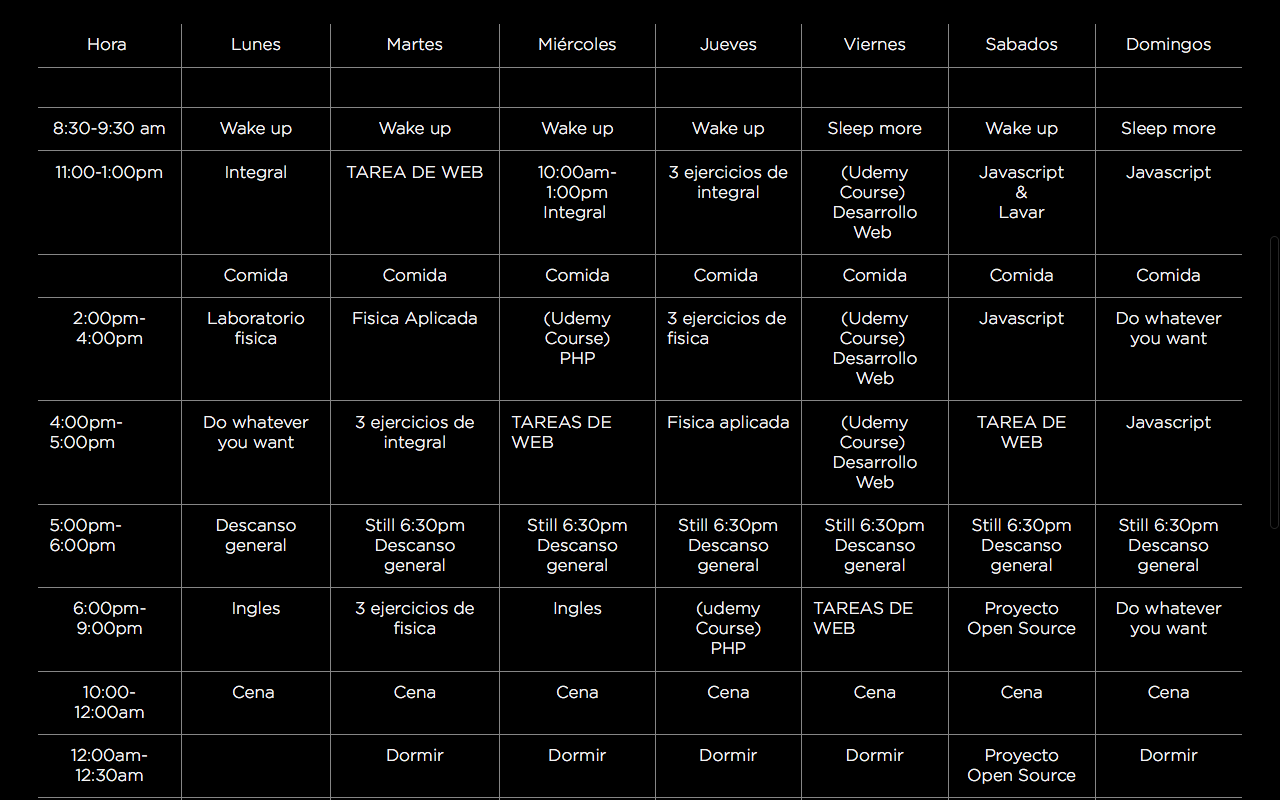 Hora Lunes Martes Miércoles Jueves Viernes Sabados Domingos
8:30-9:30 am Wake up Wake up Wake up Wake up Sleep more Wake up Sleep more
11:00-1:00pm Integral TAREA DE WEB 10:00am- 3 ejercicios de (Udemy Javascript Javascript
1:00pm integral Course) &
Integral Desarrollo Lavar
Web
Comida Comida Comida Comida Comida Comida Comida
2:00pm- Laboratorio Fisica Aplicada (Udemy 3 ejercicios de (Udemy Javascript Do whatever
4:00pm fisica Course) fisica Course) you want
PHP Desarrollo
Web
4:00pm- Do whatever 3 ejercicios de TAREAS DE Fisica aplicada (Udemy TAREA DE Javascript
5:00pm you want integral WEB Course) WEB
Desarrollo
Web
5:00pm- Descanso Still 6:30pm Still 6:30pm Still 6:30pm Still 6:30pm Still 6:30pm Still 6:30pm
6:00pm general Descanso Descanso Descanso Descanso Descanso Descanso
general general general general general general
6:00pm- Ingles 3 ejercicios de Ingles (udemy TAREAS DE Proyecto Do whatever
9:00pm fisica Course) WEB Open Source you want
PHP
10:00- Cena Cena Cena Cena Cena Cena Cena
12:00am
12:00am- Dormir Dormir Dormir Dormir Proyecto Dormir
12:30am Open Source